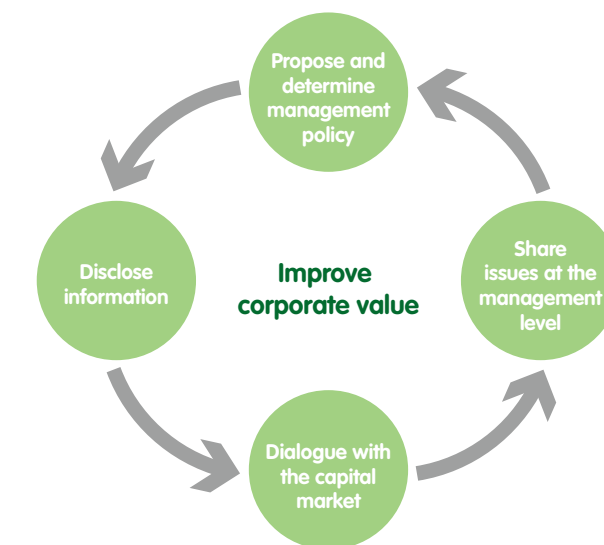 Propose and
determine
management
policy
Disclose
information
Improve
corporate value
Share
issues at the
management
level
Dialogue with
the capital
market